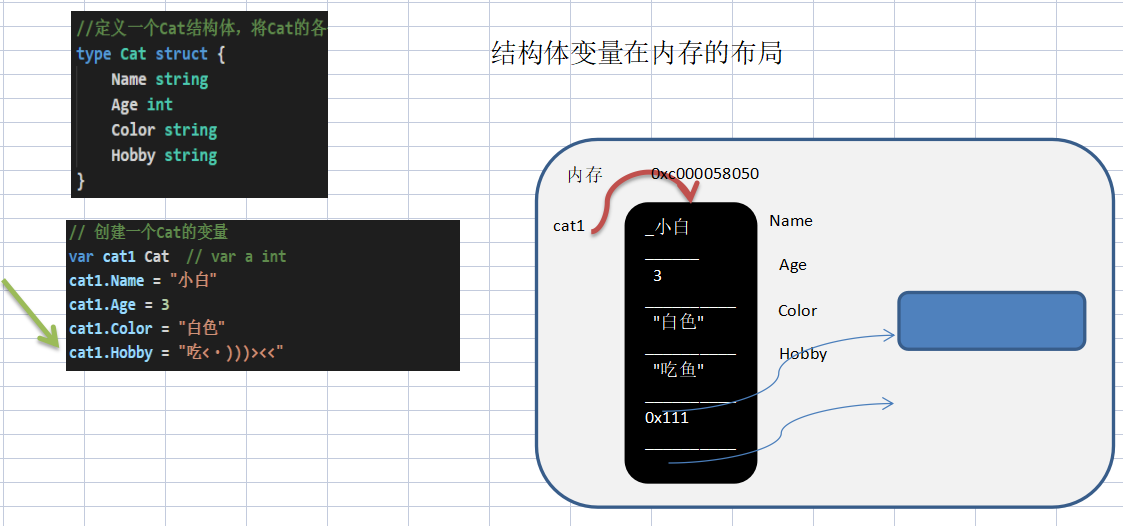 //定义一个Cat结构体，将Cat的各
type Cat struct {
Name string
Age int
Color string
Hobby string
}
// 创建一个Cat的变量
var cat1 Cat  // var a int
cat1.Name = "小白"
cat1.Age = 3
cat1.Color = "白色"
cat1.Hobby = "吃<・)))><<"
结构体变量在内存的布局
内存
0xc000058050
cat1
_小白
Name
3
Age
"白色"
Color
"吃鱼"
Hobby
0x111